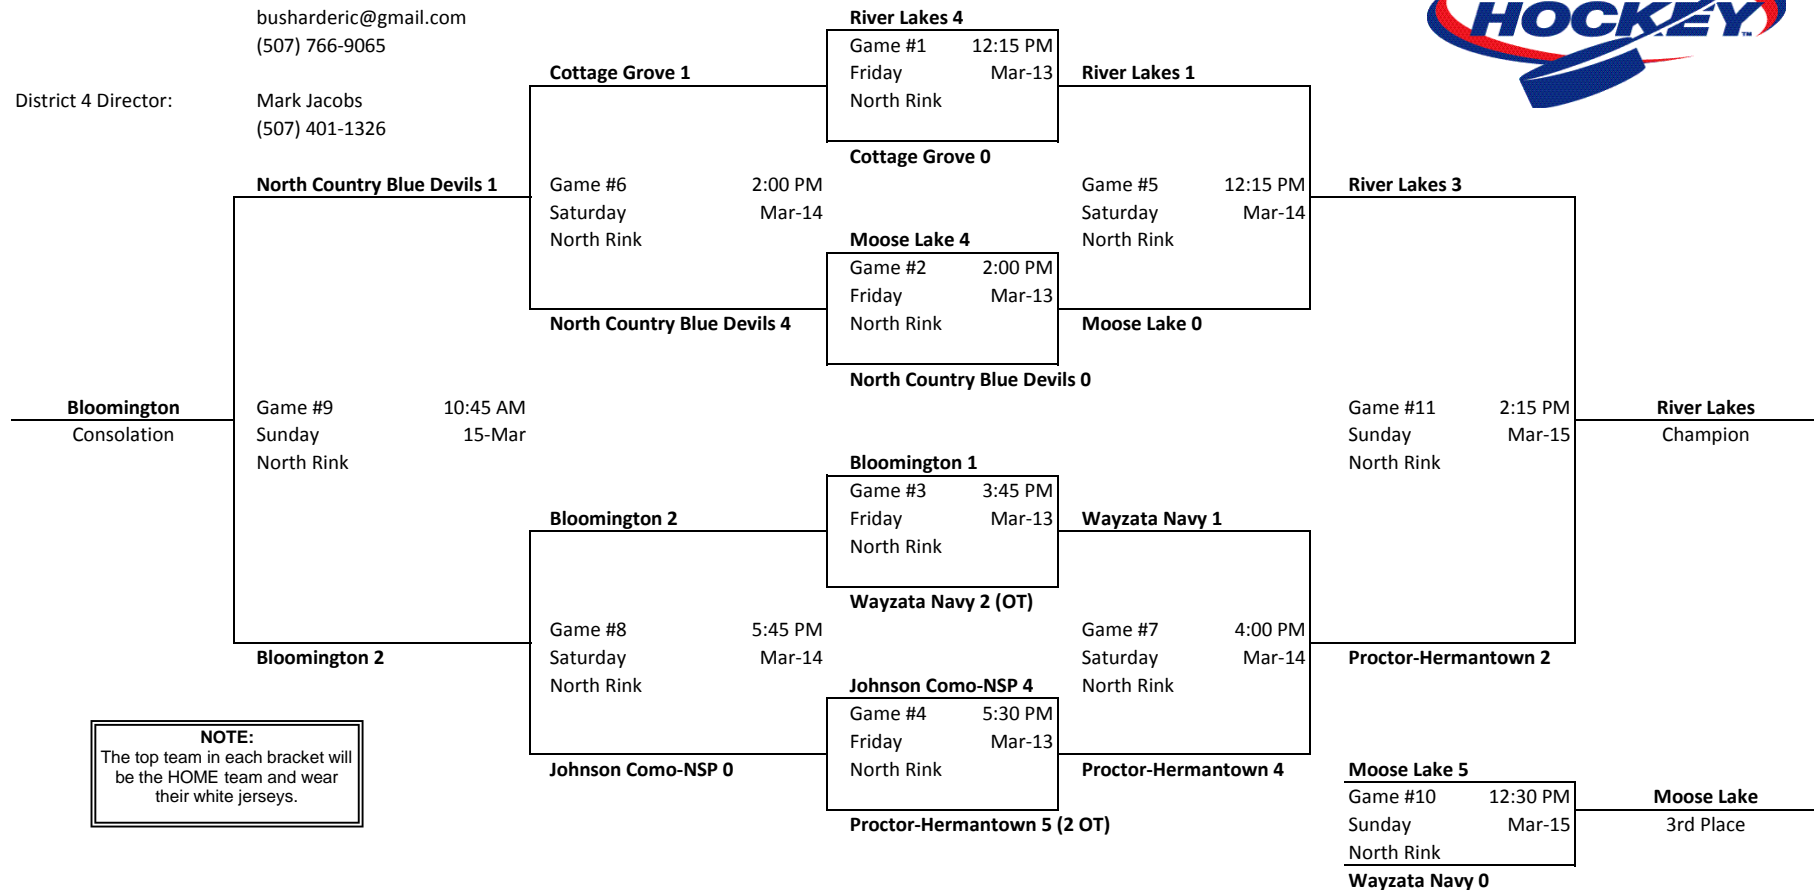 busharderic@gmail.com
(507) 766-9065
District 4 Director: Mark Jacobs
(507) 401-1326
HOCKEY™
River Lakes 4
Game #1 12:15 PM
Friday Mar-13
North Rink
Cottage Grove 0
Cottage Grove 1
River Lakes 1
North Country Blue Devils 1
Game #6 2:00 PM
Saturday Mar-14
North Rink
Game #5 12:15 PM
Saturday Mar-14
North Rink
River Lakes 3
Moose Lake 4
Game #2 2:00 PM
Friday Mar-13
North Rink
North Country Blue Devils 0
North Country Blue Devils 4
Moose Lake 0
Bloomington
Consolation
Game #9 10:45 AM
Sunday 15-Mar
North Rink
Game #11 2:15 PM
Sunday Mar-15
North Rink
River Lakes
Champion
Bloomington 1
Game #3 3:45 PM
Friday Mar-13
North Rink
Wayzata Navy 2 (OT)
Bloomington 2
Wayzata Navy 1
Bloomington 2
Game #8 5:45 PM
Saturday Mar-14
North Rink
Game #7 4:00 PM
Saturday Mar-14
North Rink
Proctor-Hermantown 2
Johnson Como-NSP 4
Game #4 5:30 PM
Friday Mar-13
North Rink
Proctor-Hermantown 5 (2 OT)
Johnson Como-NSP 0
Proctor-Hermantown 4
NOTE:
The top team in each bracket will
be the HOME team and wear
their white jerseys.
Moose Lake 5
Game #10 12:30 PM
Sunday Mar-15
North Rink
Wayzata Navy 0
Moose Lake
3rd Place